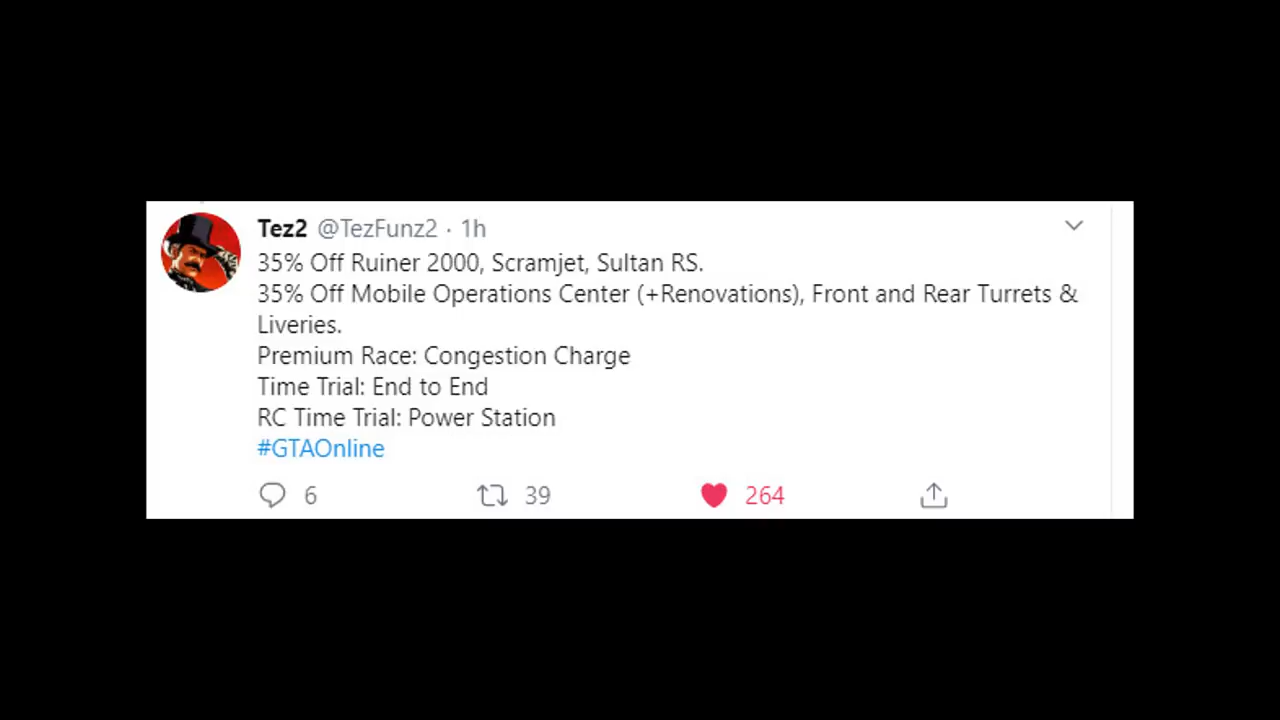 Tez2 @TezFunz2 · 1h
35% Off Ruiner 2000, Scramjet, Sultan RS.
35% Off Mobile Operations Center (+Renovations), Front and Rear Turrets &
Liveries.
Premium Race: Congestion Charge
Time Trial: End to End
RC Time Trial: Power Station
#GTAOnline
6 39 264